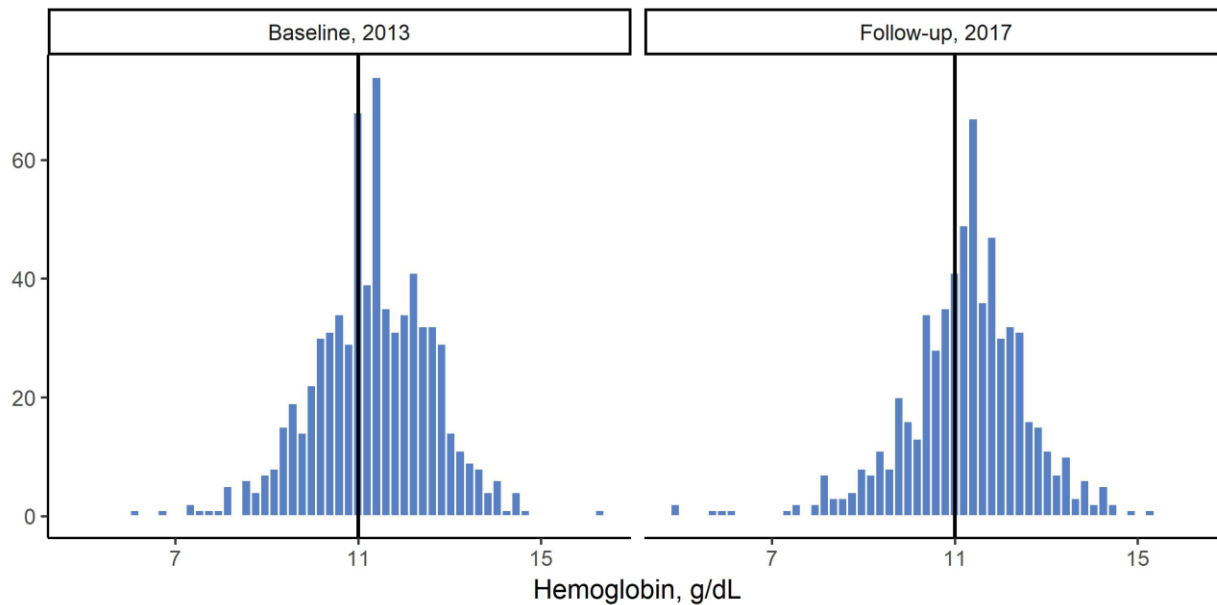 Baseline, 2013
Follow-up, 2017
60
40
20
0
7 11 15 7 11 15
Hemoglobin, g/dL